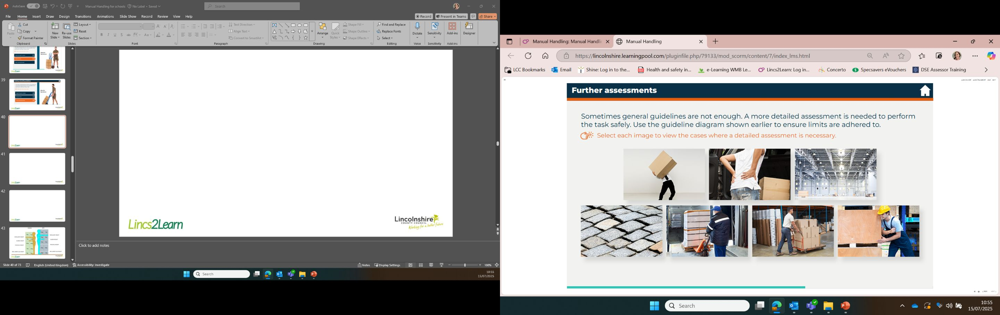 AutoSave
Manual Handling for schools
No Label • Saved
Search
File Home Insert Draw Design Transitions Animations Slide Show Record Review View Help
Record
Present in Teams
Share
Paste
Cut
Copy
Format Painter
Clipboard
New Slide
Re-use Slides
Layout
Reset
Section
Slides
Font
Text Direction
Align Text
Convert to SmartArt
Paragraph
Arrange
Quick Styles
Shape Fill
Shape Outline
Shape Effects
Drawing
Find and Replace
Replace Fonts
Select
Editing
Dictate
Voice
Sensitivity
Sensitivity
Add-ins
Add-ins
Designer
39
40
41
42
43
Lincs2Learn
Lincolnshire
COUNTY COUNCIL
Working for a better future
Click to add notes
Slide 40 of 73
English (United Kingdom)
Accessibility: Investigate
Notes
Display Settings
100%
Search
10:55
15/07/2025
Manual Handling: Manual Handlin
Manual Handling
https://lincolnshire.learningpool.com/pluginfile.php/79133/mod_scorm/content/7/index_lms.html
LCC Bookmarks
Email
Shine: Log in to the...
Health and safety in...
e-Learning WMB Le...
Lincs2Learn: Log in...
Concerto
Specsavers eVouchers
DSE Assessor Training
Further assessments
Sometimes general guidelines are not enough. A more detailed assessment is needed to perform
the task safely. Use the guideline diagram shown earlier to ensure limits are adhered to.
Select each image to view the cases where a detailed assessment is necessary.
01
Search
10:55
15/07/2025